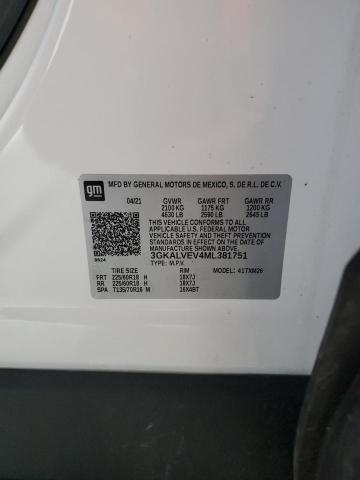 gm
MFD BY GENERAL MOTORS DE MEXICO, S. DE R.L. DE C.V.
04/21 GVWR GAWR FRT GAWR RR
2100 KG 1175 KG 1200 KG
4630 LB 2590 LB 2645 LB
THIS VEHICLE CONFORMS TO ALL
APPLICABLE U.S. FEDERAL MOTOR
VEHICLE SAFETY, BUMPER, AND THEFT
PREVENTION STANDARDS IN EFFECT ON
THE DATE OF MANUFACTURE SHOWN ABOVE.
3GKALVEV4ML381751
9524 TYPE: M.P.V.
TIRE SIZE RIM MODEL: 41TXM26
FRT 225/60R18 H 18X7J
RR 225/60R18 H 18X7J
SPA T135/70R16 M 16X4BT